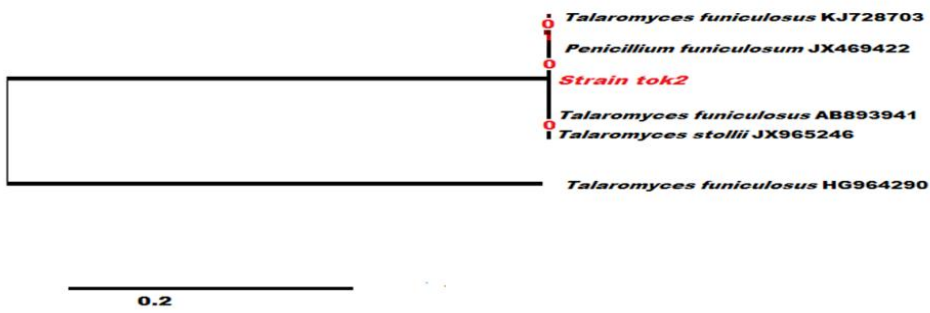 Talaromyces funiculosus KJ728703
0
1
Penicillium funiculosum JX469422
0
Strain tok2
Talaromyces funiculosus AB893941
0
Talaromyces stollii JX965246
Talaromyces funiculosus HG964290
0.2